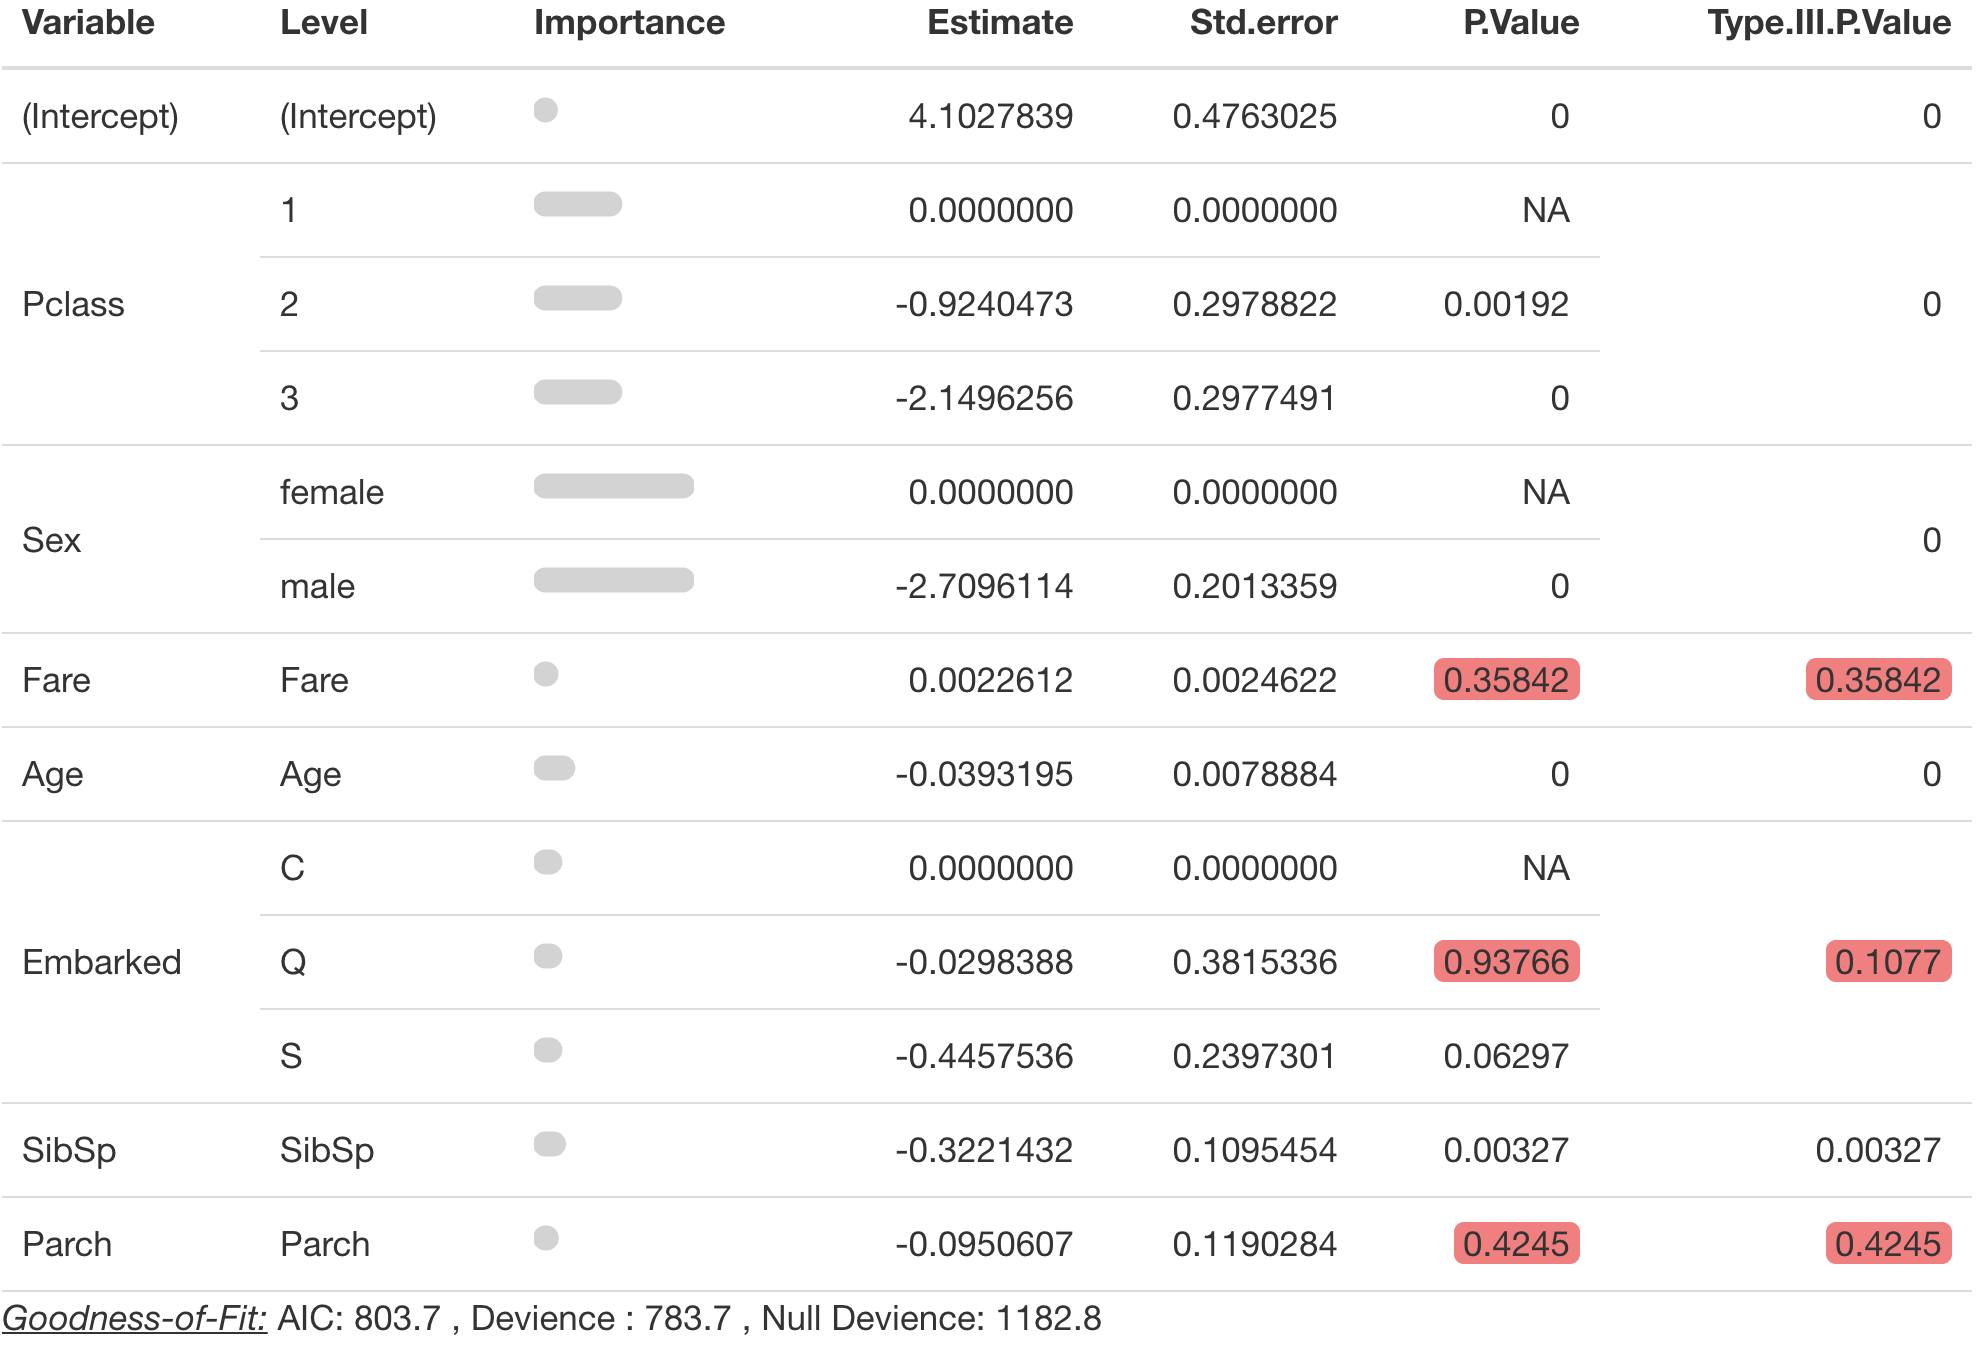 Variable Level Importance Estimate Std.error P.Value Type.III.P.Value
(Intercept) (Intercept) 4.1027839 0.4763025 0 0
1 0.0000000 0.0000000 NA
Pclass 2 -0.9240473 0.2978822 0.00192 0
3 -2.1496256 0.2977491 0
female 0.0000000 0.0000000 NA
Sex 0
male -2.7096114 0.2013359 0
Fare Fare 0.0022612 0.0024622 0.35842 0.35842
Age Age -0.0393195 0.0078884 0 0
C 0.0000000 0.0000000 NA
Embarked Q -0.0298388 0.3815336 0.93766 0.1077
S -0.4457536 0.2397301 0.06297
SibSp SibSp -0.3221432 0.1095454 0.00327 0.00327
Parch Parch -0.0950607 0.1190284 0.4245 0.4245
Goodness-of-Fit: AIC: 803.7 , Devience : 783.7 , Null Devience: 1182.8